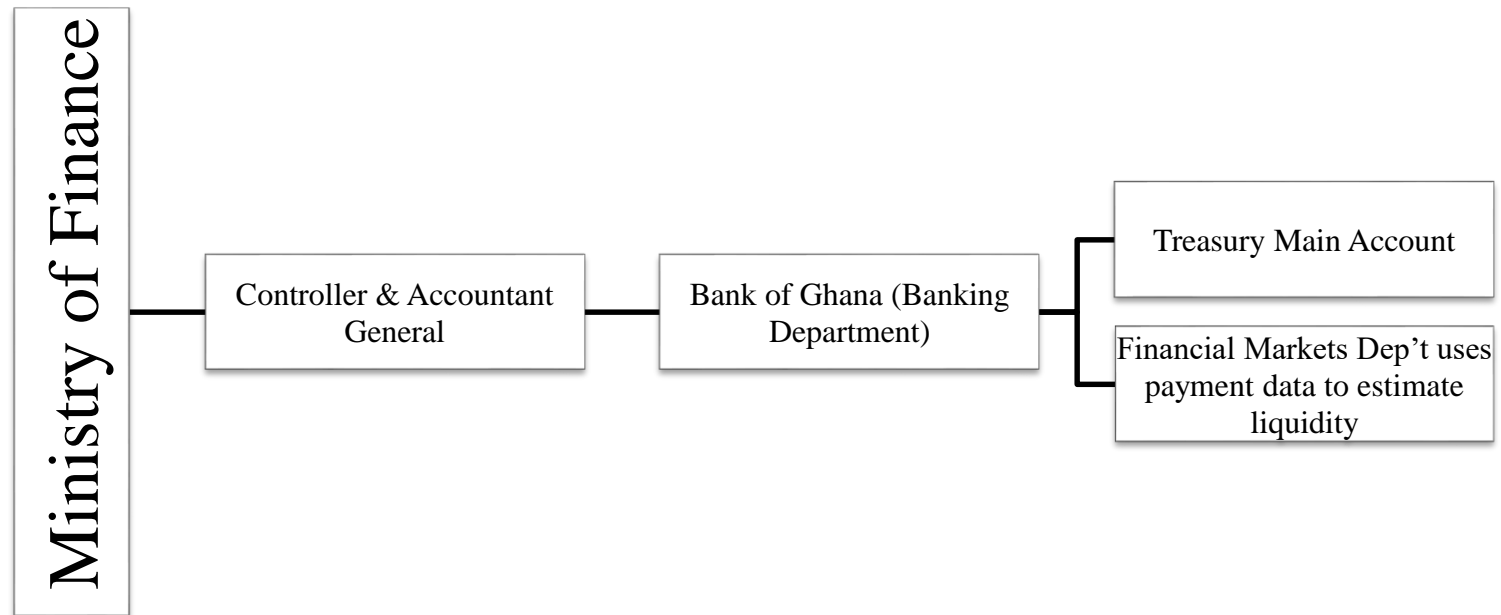 Ministry of Finance
Controller & Accountant
General
Bank of Ghana (Banking
Department)
Treasury Main Account
Financial Markets Dep’t uses
payment data to estimate
liquidity